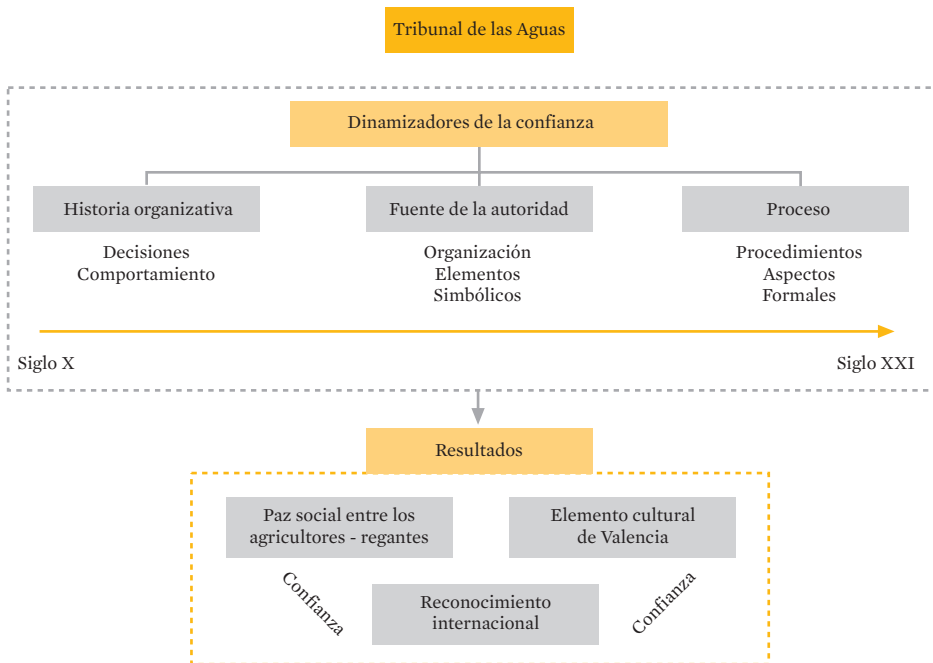 Tribunal de las Aguas
Dinamizadores de la confianza
Historia organizativa
Decisiones
Comportamiento
Fuente de la autoridad
Organización
Elementos
Simbólicos
Proceso
Procedimientos
Aspectos
Formales
Siglo X
Siglo XXI
Resultados
Paz social entre los
agricultores - regantes
Elemento cultural
de Valencia
Confianza
Reconocimiento
internacional
Confianza